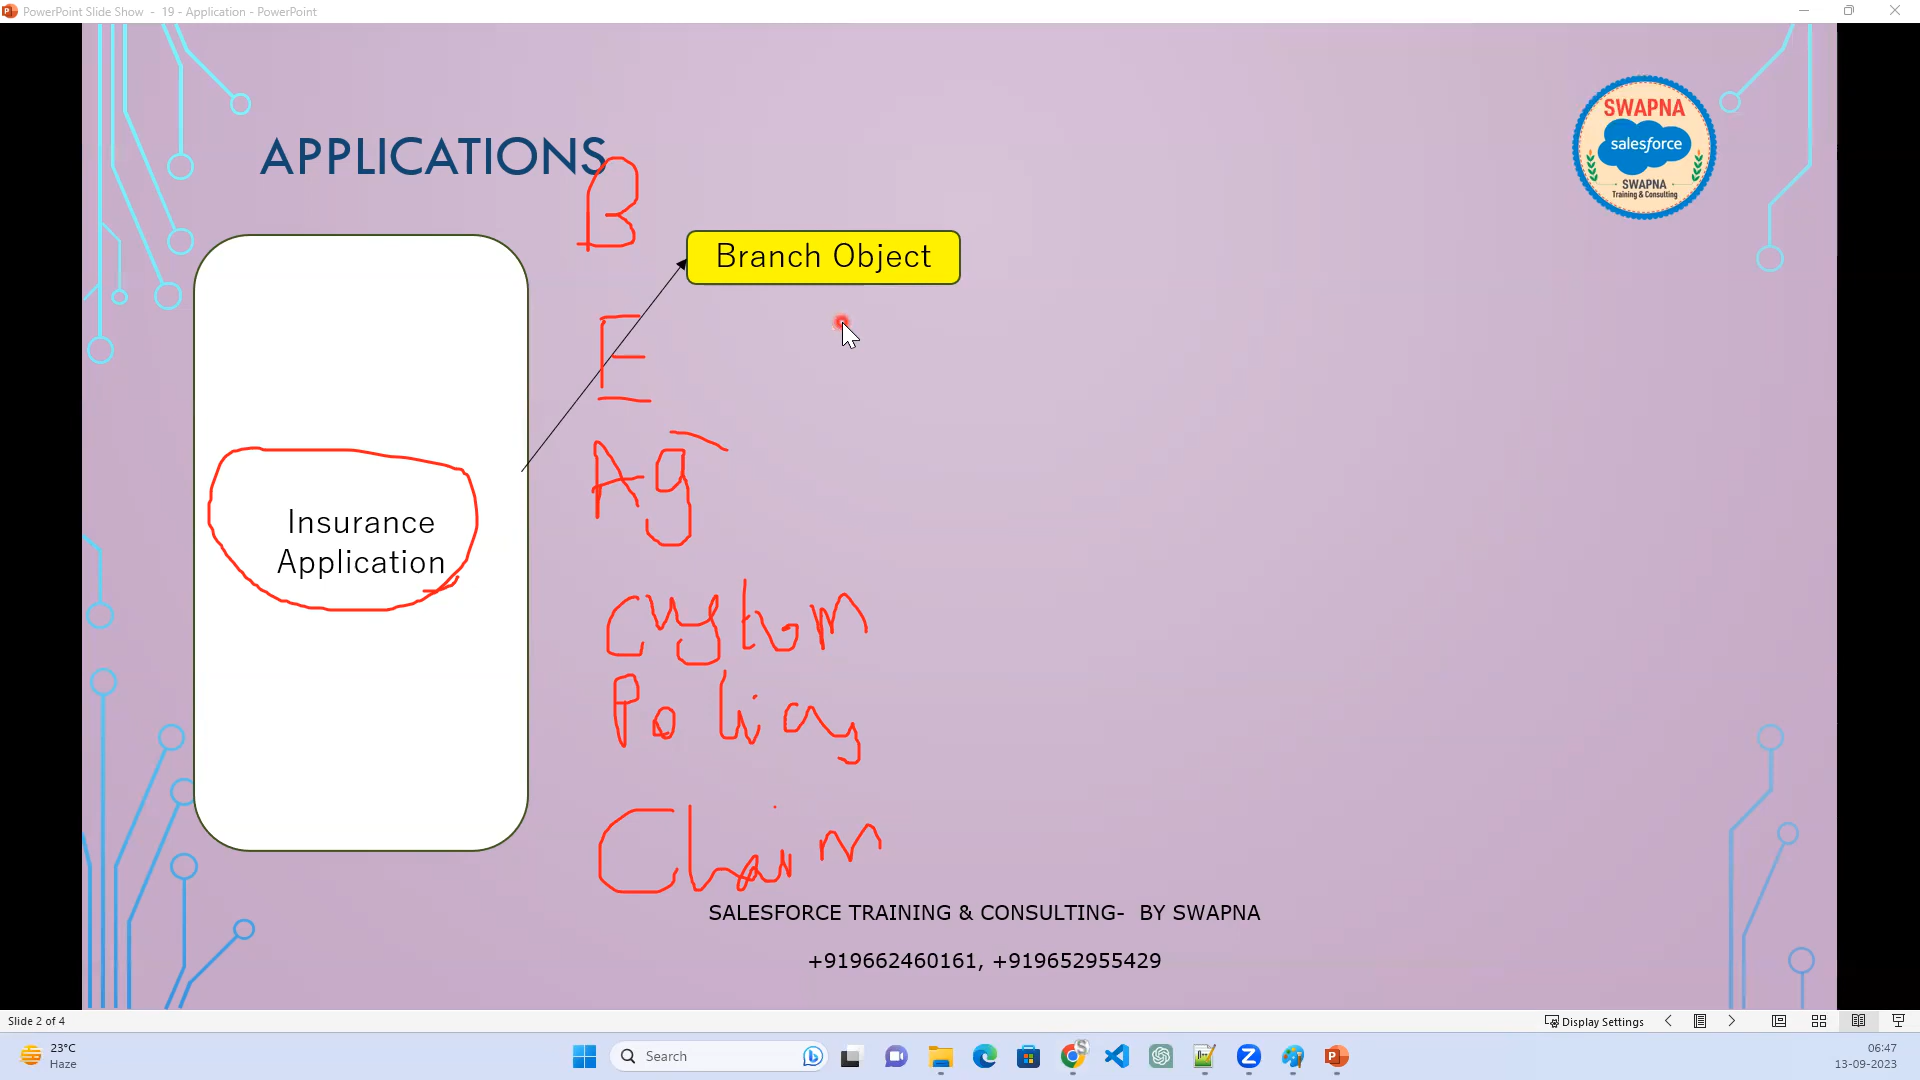 PowerPoint Slide Show - 19 - Application - PowerPoint
APPLICATIONS
SWAPNA
salesforce
SWAPNA
Training & Consulting
B
Branch Object
E
Ag
Insurance
Application
Custom
Policy
Claim
SALESFORCE TRAINING & CONSULTING- BY SWAPNA
+919662460161, +919652955429
Slide 2 of 4
Display Settings
23°C
Haze
Search
06:47
13-09-2023